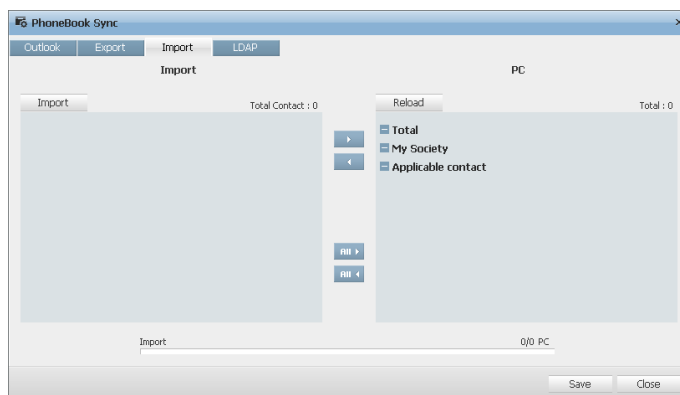 PhoneBook Sync
Outlook Export Import LDAP
Import PC
Import Total Contact : 0 Reload Total : 0
Total
My Society
Applicable contact
All
All
Import 0/0 PC
Save Close